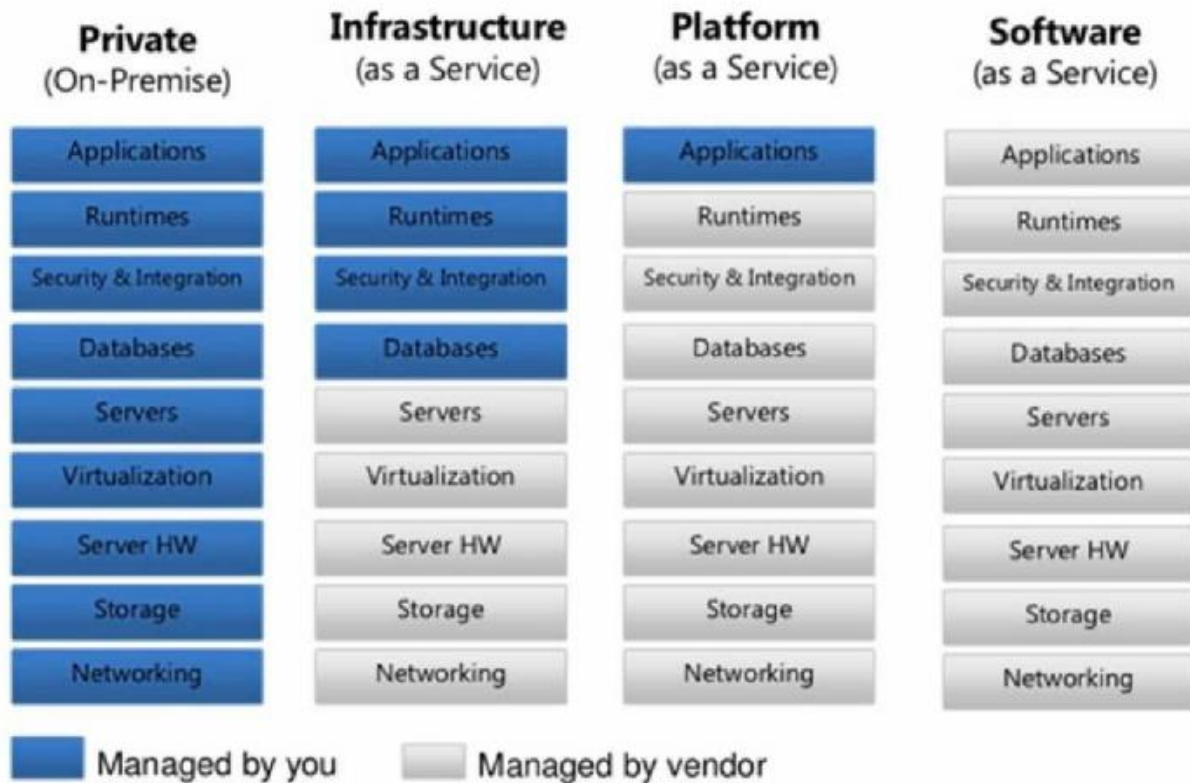 Private
(On-Premise)
Applications
Runtimes
Security & Integration
Databases
Servers
Virtualization
Server HW
Storage
Networking
Infrastructure
(as a Service)
Applications
Runtimes
Security & Integration
Databases
Servers
Virtualization
Server HW
Storage
Networking
Platform
(as a Service)
Applications
Runtimes
Security & Integration
Databases
Servers
Virtualization
Server HW
Storage
Networking
Software
(as a Service)
Applications
Runtimes
Security & Integration
Databases
Servers
Virtualization
Server HW
Storage
Networking
Managed by you
Managed by vendor